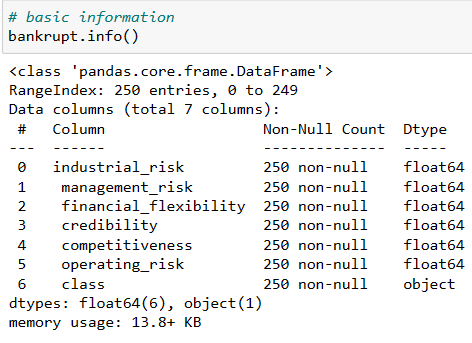 # basic information
bankrupt.info()
<class 'pandas.core.frame.DataFrame'>
RangeIndex: 250 entries, 0 to 249
Data columns (total 7 columns):
 #   Column                 Non-Null Count  Dtype
---  ------                 --------------  -----
 0   industrial_risk        250 non-null    float64
 1    management_risk       250 non-null    float64
 2    financial_flexibility  250 non-null    float64
 3    credibility           250 non-null    float64
 4    competitiveness       250 non-null    float64
 5    operating_risk        250 non-null    float64
 6    class                 250 non-null    object
dtypes: float64(6), object(1)
memory usage: 13.8+ KB